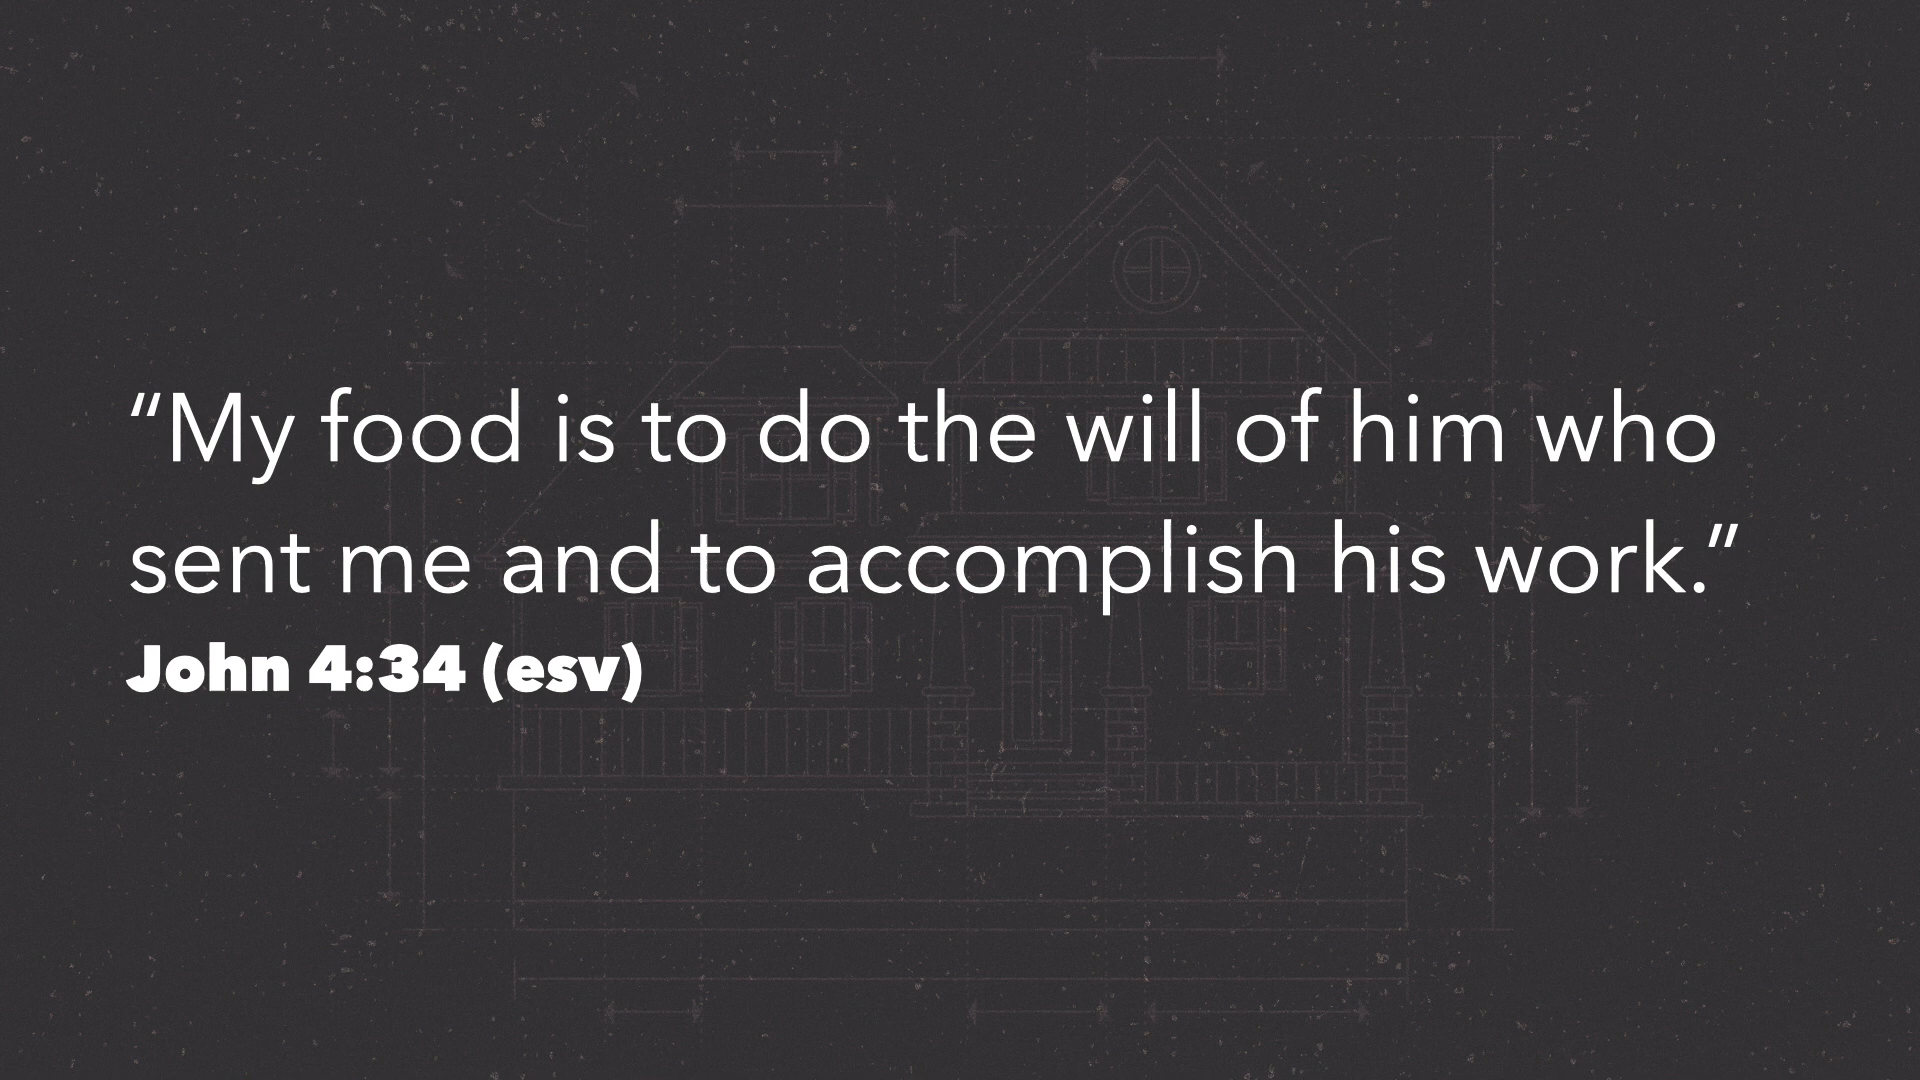 “My food is to do the will of him who
sent me and to accomplish his work.”
John 4:34 (esv)